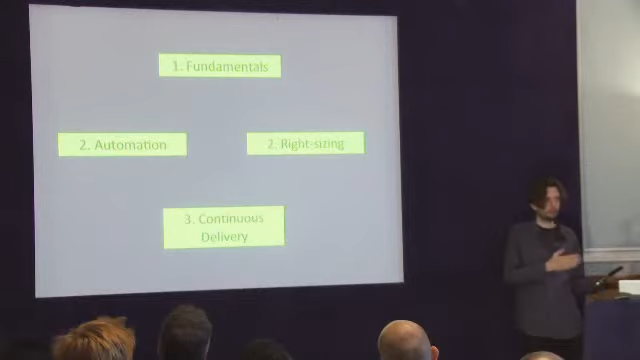 1. Fundamentals
2. Automation
2. Right-sizing
3. Continuous
Delivery